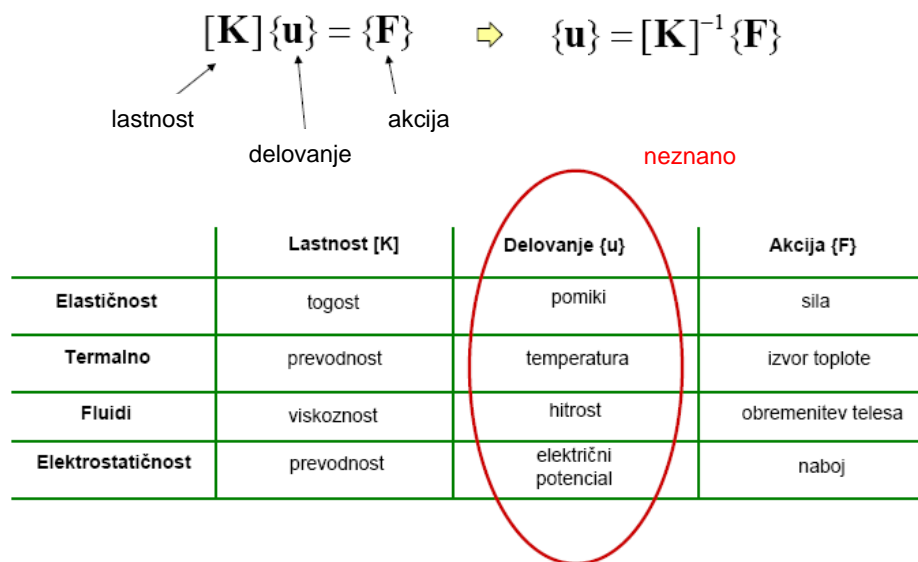 [K]{u} = {F} ⇨ {u} = [K]⁻¹{F}
lastnost akcija
delovanje neznano
Lastnost [K] Delovanje {u} Akcija {F}
Elastičnost togost pomiki sila
Termalno prevodnost temperatura izvor toplote
Fluidi viskoznost hitrost obremenitev telesa
Elektrostatičnost prevodnost električni potencial naboj